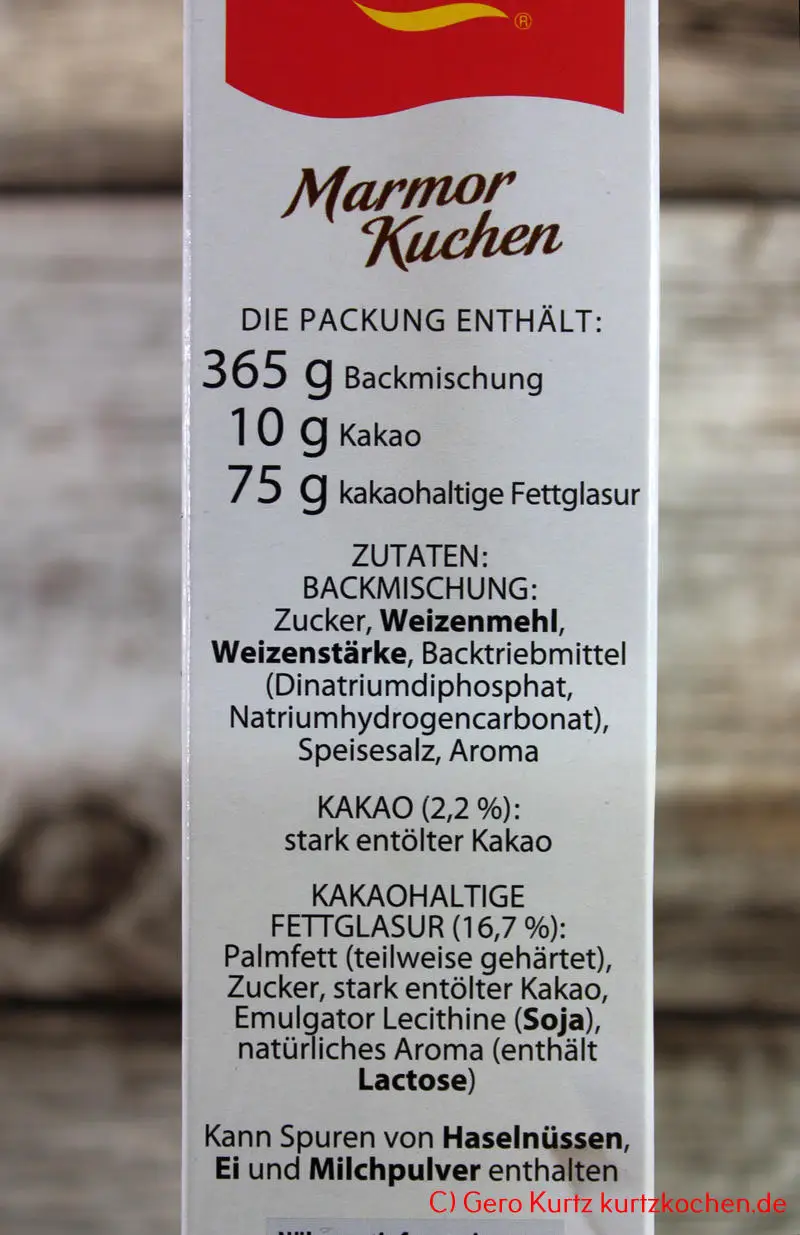 ®
Marmor
Kuchen
DIE PACKUNG ENTHÄLT:
365 g Backmischung
10 g Kakao
75 g kakaohaltige Fettglasur
ZUTATEN:
BACKMISCHUNG:
Zucker, Weizenmehl,
Weizenstärke, Backtriebmittel
(Dinatriumdiphosphat,
Natriumhydrogencarbonat),
Speisesalz, Aroma
KAKAO (2,2 %):
stark entölter Kakao
KAKAOHALTIGE
FETTGLASUR (16,7 %):
Palmfett (teilweise gehärtet),
Zucker, stark entölter Kakao,
Emulgator Lecithine (Soja),
natürliches Aroma (enthält
Lactose)
Kann Spuren von Haselnüssen,
Ei und Milchpulver enthalten
C) Gero Kurtz kurtzkochen.de